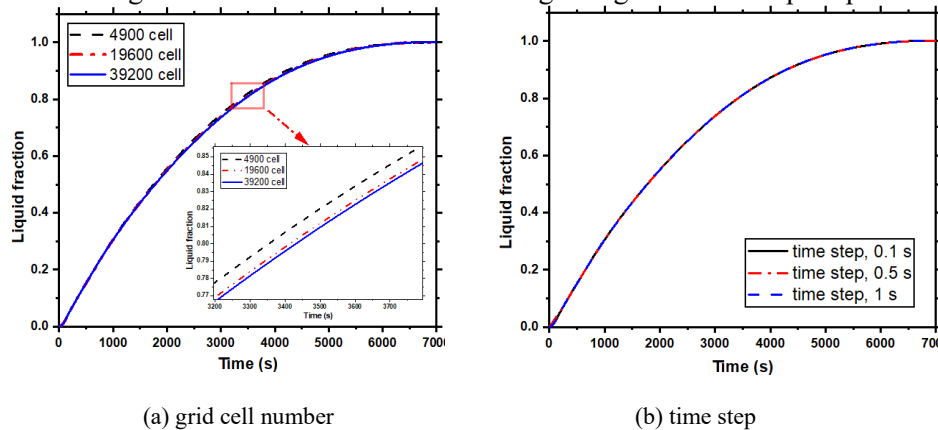 4900 cell
19600 cell
39200 cell
1.0
0.8
0.6
0.4
0.2
0.0
Liquid fraction
0 1000 2000 3000 4000 5000 6000 7000
Time (s)
0.85
0.84
0.83
0.82
0.81
0.80
0.79
0.78
0.77
Liquid fraction
4900 cell
19600 cell
39200 cell
3200 3300 3400 3500 3600 3700
Time (s)
(a) grid cell number
1.0
0.8
0.6
0.4
0.2
0.0
Liquid fraction
time step, 0.1 s
time step, 0.5 s
time step, 1 s
0 1000 2000 3000 4000 5000 6000 700
Time (s)
(b) time step